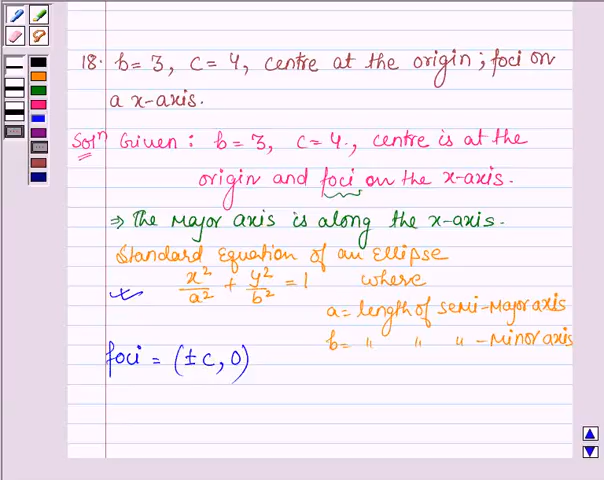 18. b = 3, c = 4, centre at the origin; foci on
a x-axis.
Solⁿ Given : b = 3, c = 4., centre is at the
origin and foci on the x-axis.
⇒ The Major axis is along the x-axis.
Standard Equation of an Ellipse
x²/a² + y²/b² = 1 where
a = length of semi-Major axis
b = " " " -Minor axis
foci = (± c, 0)